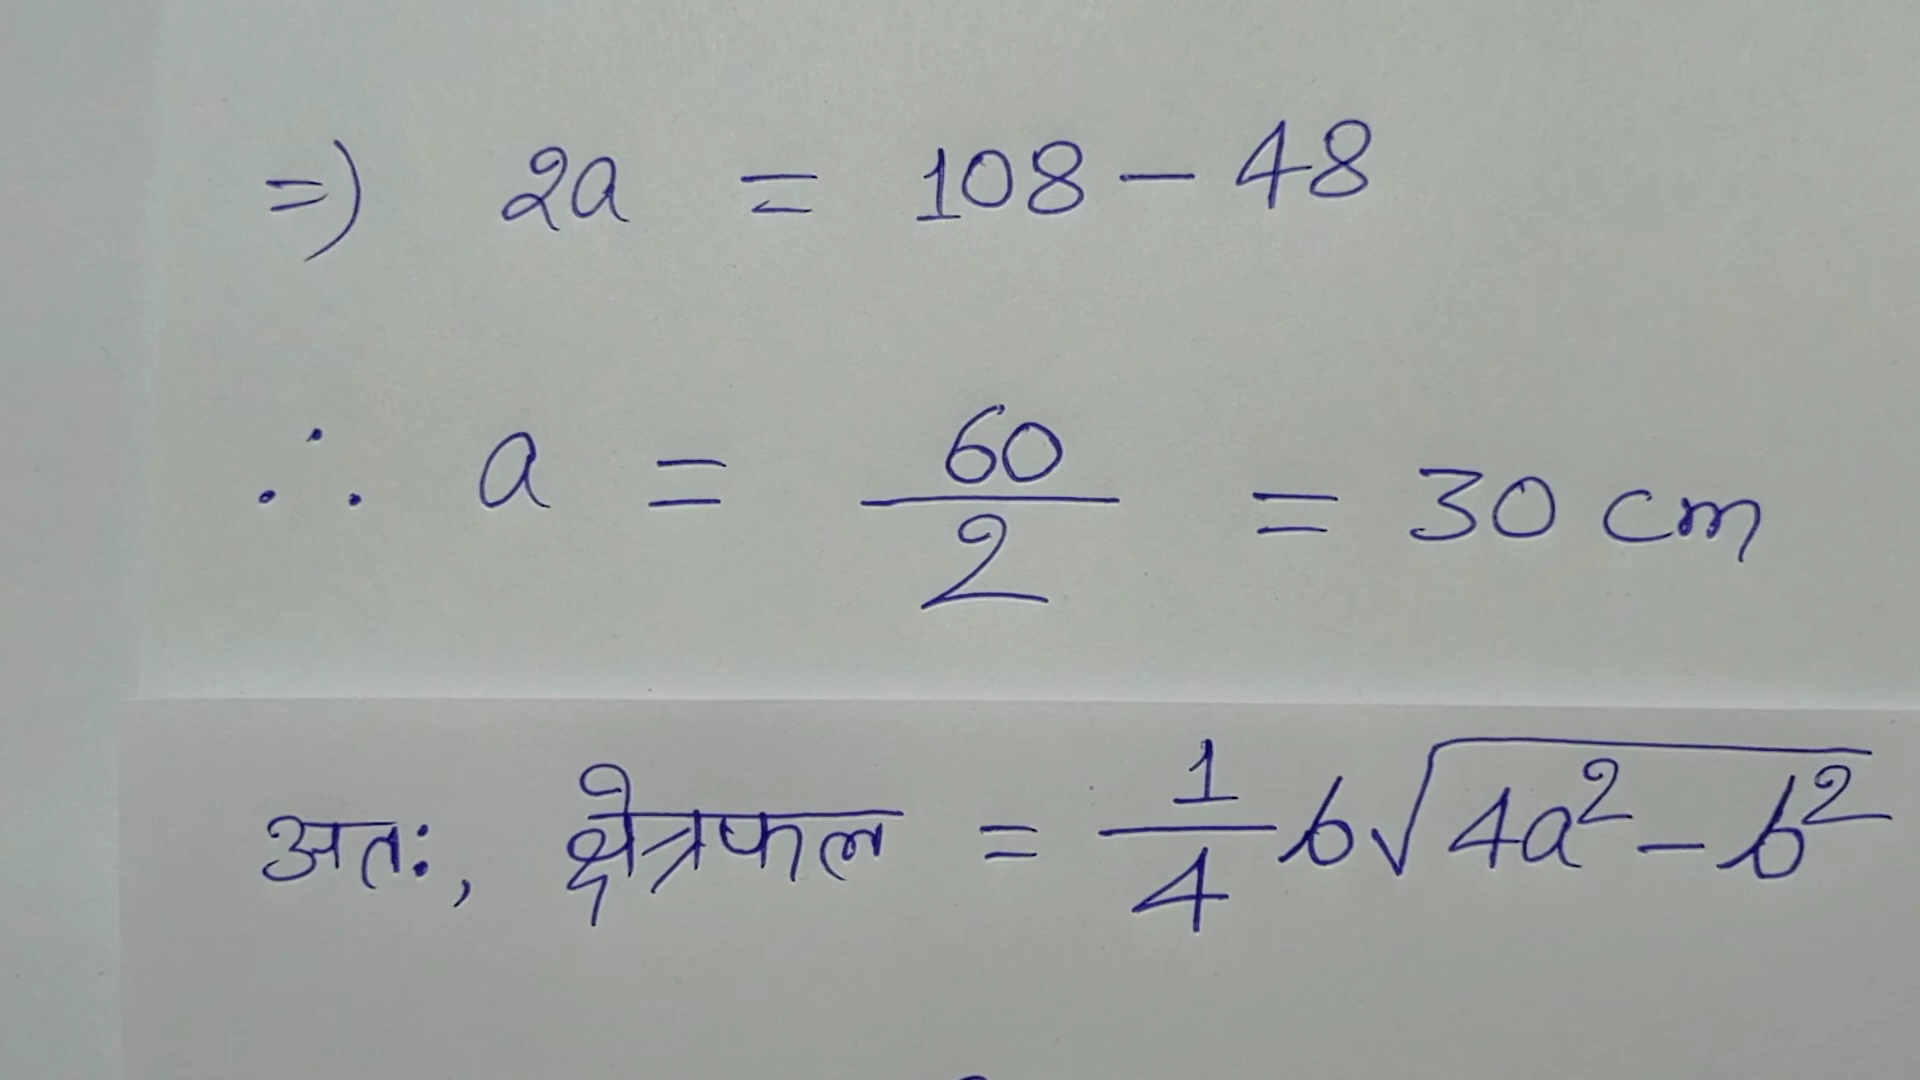 =) 2a = 108 - 48
∴ a = 60/2 = 30 cm
अतः, क्षेत्रफल = 1/4 b√(4a² - b²)